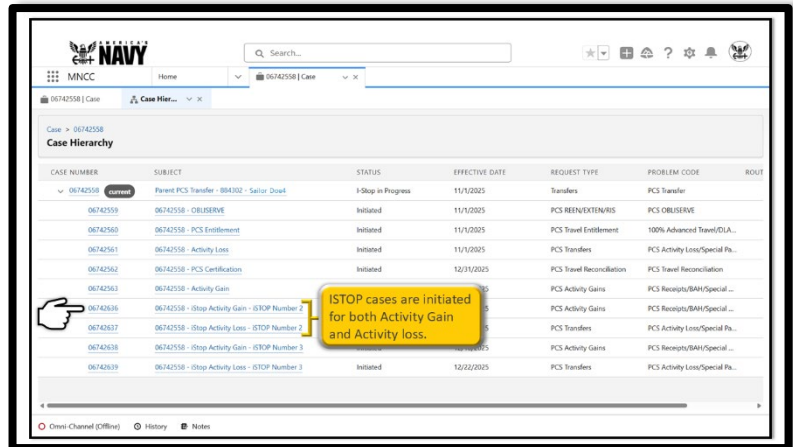 AMERICA'S
NAVY
Search...
MNCC
Home
06742558 | Case
06742558 | Case
Case Hier...
Case > 06742558
Case Hierarchy
CASE NUMBER SUBJECT STATUS EFFECTIVE DATE REQUEST TYPE PROBLEM CODE ROUT
06742558 current Parent PCS Transfer - 884302 - Sailor Doe4 I-Stop in Progress 11/1/2025 Transfers PCS Transfer
06742559 06742558 - OBLISERVE Initiated 11/1/2025 PCS REEN/EXTEN/RIS PCS OBLISERVE
06742560 06742558 - PCS Entitlement Initiated 11/1/2025 PCS Travel Entitlement 100% Advanced Travel/DLA...
06742561 06742558 - Activity Loss Initiated 11/1/2025 PCS Transfers PCS Activity Loss/Special Pa...
06742562 06742558 - PCS Certification Initiated 12/31/2025 PCS Travel Reconciliation PCS Travel Reconciliation
06742563 06742558 - Activity Gain PCS Activity Gains PCS Receipts/BAH/Special ...
06742636 06742558 - iStop Activity Gain - iSTOP Number 2 PCS Activity Gains PCS Receipts/BAH/Special ...
06742637 06742558 - iStop Activity Loss - iSTOP Number 2 PCS Transfers PCS Activity Loss/Special Pa...
06742638 06742558 - iStop Activity Gain - iSTOP Number 3 PCS Activity Gains PCS Receipts/BAH/Special ...
06742639 06742558 - iStop Activity Loss - iSTOP Number 3 Initiated 12/22/2025 PCS Transfers PCS Activity Loss/Special Pa...
ISTOP cases are initiated
for both Activity Gain
and Activity loss.
Omni-Channel (Offline) History Notes